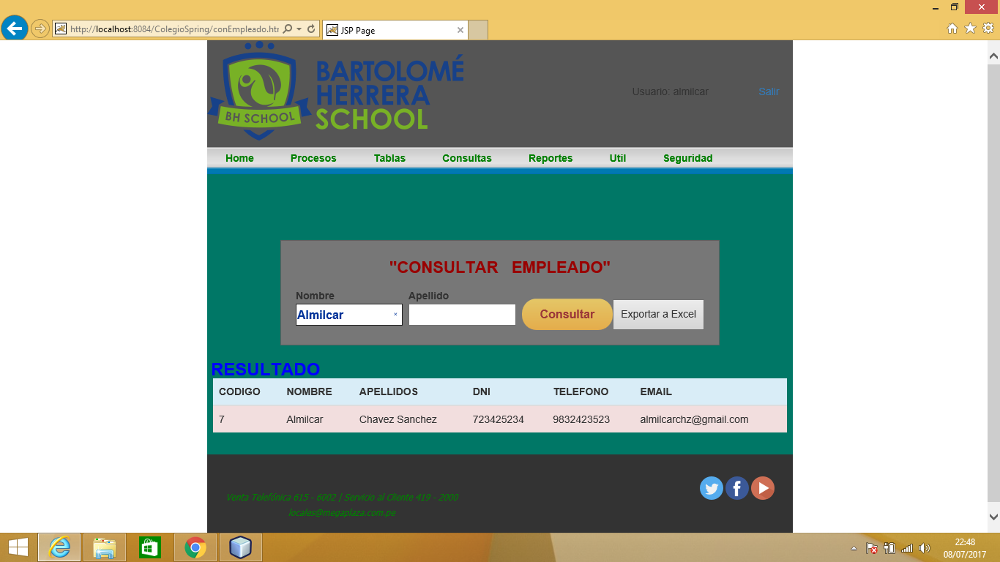 http://localhost:8084/ColegioSpring/conEmpleado.htm
JSP Page
BH SCHOOL
BARTOLOMÉ
HERRERA
SCHOOL
Usuario: almilcar
Salir
Home Procesos Tablas Consultas Reportes Util Seguridad
"CONSULTAR EMPLEADO"
Nombre Apellido
Almilcar Consultar Exportar a Excel
RESULTADO
CODIGO NOMBRE APELLIDOS DNI TELEFONO EMAIL
7 Almilcar Chavez Sanchez 723425234 9832423523 almilcarchz@gmail.com
Venta Telefónica 615 - 6002 | Servicio al Cliente 419 - 2000
locales@megaplaza.com.pe
22:48
08/07/2017